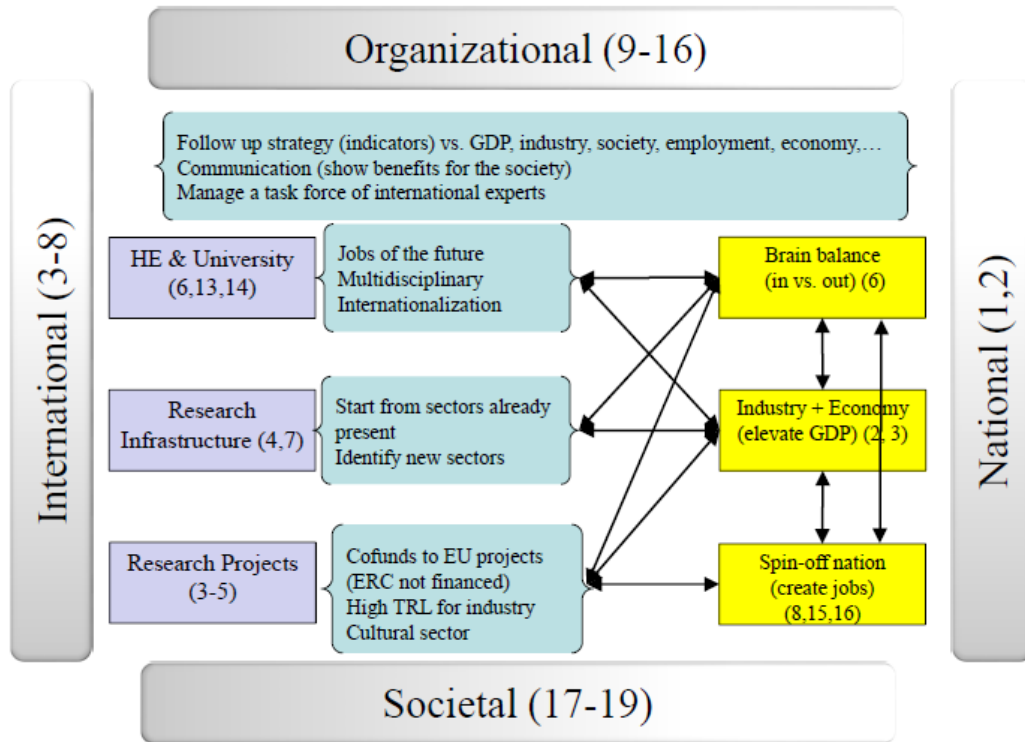 Organizational (9-16)
International (3-8)
National (1,2)
Follow up strategy (indicators) vs. GDP, industry, society, employment, economy,…
Communication (show benefits for the society)
Manage a task force of international experts
HE & University
(6,13,14)
Jobs of the future
Multidisciplinary
Internationalization
Brain balance
(in vs. out) (6)
Research
Infrastructure (4,7)
Start from sectors already
present
Identify new sectors
Industry + Economy
(elevate GDP) (2, 3)
Research Projects
(3-5)
Cofunds to EU projects
(ERC not financed)
High TRL for industry
Cultural sector
Spin-off nation
(create jobs)
(8,15,16)
Societal (17-19)